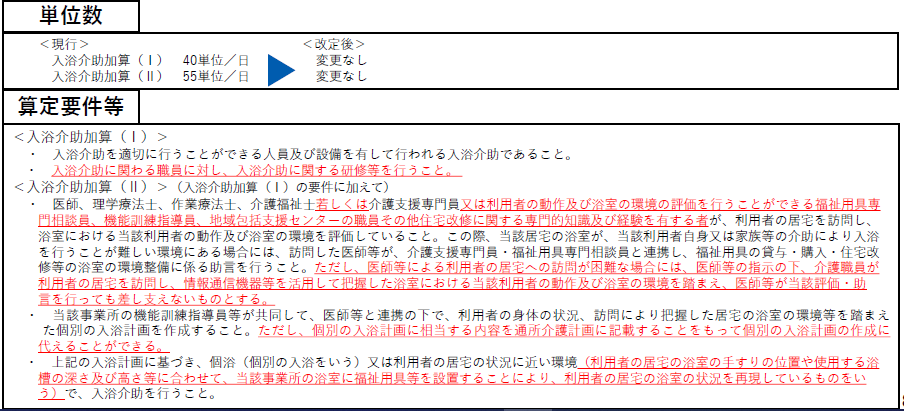 単位数
＜現行＞　＜改定後＞
入浴介助加算（Ⅰ）　40単位／日　変更なし
入浴介助加算（Ⅱ）　55単位／日　変更なし
算定要件等
＜入浴介助加算（Ⅰ）＞
・　入浴介助を適切に行うことができる人員及び設備を有して行われる入浴介助であること。
・　入浴介助に関わる職員に対し、入浴介助に関する研修等を行うこと。
＜入浴介助加算（Ⅱ）＞（入浴介助加算（Ⅰ）の要件に加えて）
・　医師、理学療法士、作業療法士、介護福祉士若しくは介護支援専門員又は利用者の動作及び浴室の環境の評価を行うことができる福祉用具専
門相談員、機能訓練指導員、地域包括支援センターの職員その他住宅改修に関する専門的知識及び経験を有する者が、利用者の居宅を訪問し、
浴室における当該利用者の動作及び浴室の環境を評価していること。この際、当該居宅の浴室が、当該利用者自身又は家族等の介助により入浴
を行うことが難しい環境にある場合には、訪問した医師等が、介護支援専門員・福祉用具専門相談員と連携し、福祉用具の貸与・購入・住宅改
修等の浴室の環境整備に係る助言を行うこと。ただし、医師等による利用者の居宅への訪問が困難な場合には、医師等の指示の下、介護職員が
利用者の居宅を訪問し、情報通信機器等を活用して把握した浴室における当該利用者の動作及び浴室の環境を踏まえ、医師等が当該評価・助
言を行っても差し支えないものとする。
・　当該事業所の機能訓練指導員等が共同して、医師等と連携の下で、利用者の身体の状況、訪問により把握した居宅の浴室の環境等を踏まえ
た個別の入浴計画を作成すること。ただし、個別の入浴計画に相当する内容を通所介護計画に記載することをもって個別の入浴計画の作成に
代えることができる。
・　上記の入浴計画に基づき、個浴（個別の入浴をいう）又は利用者の居宅の状況に近い環境（利用者の居宅の浴室の手すりの位置や使用する浴
槽の深さ及び高さ等に合わせて、当該事業所の浴室に福祉用具等を設置することにより、利用者の居宅の浴室の状況を再現しているものをい
う）で、入浴介助を行うこと。